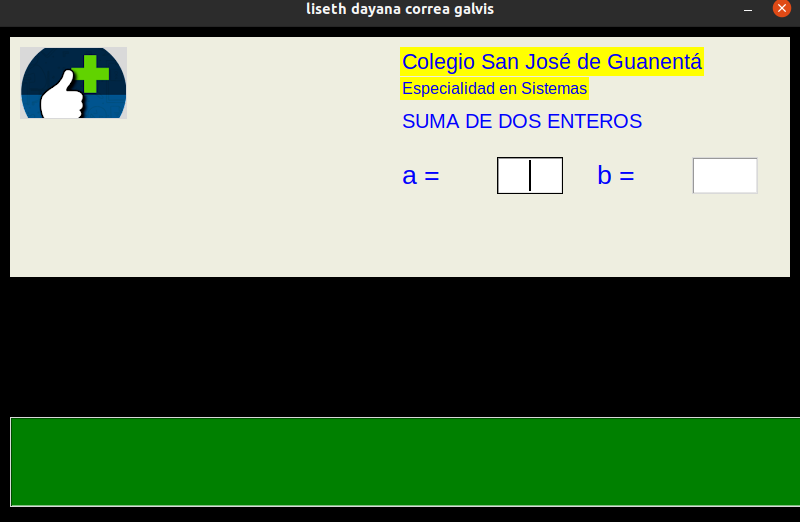 liseth dayana correa galvis
Colegio San José de Guanentá
Especialidad en Sistemas
SUMA DE DOS ENTEROS
a = b =